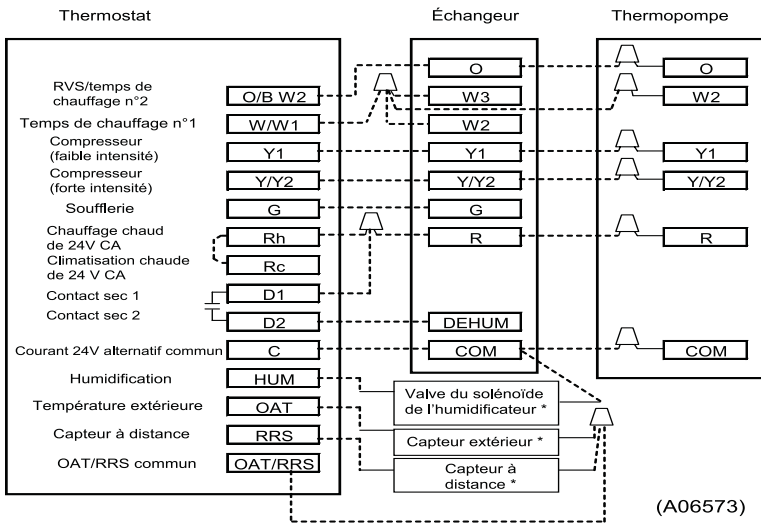 Thermostat Échangeur Thermopompe
RVS/temps de
chauffage n°2
O/B W2
O
O
W3
W2
Temps de chauffage n°1
W/W1
W2
Compresseur
(faible intensité)
Y1
Y1
Y1
Compresseur
(forte intensité)
Y/Y2
Y/Y2
Y/Y2
Soufflerie
G
G
Chauffage chaud
de 24V CA
Rh
R
R
Climatisation chaude
de 24 V CA
Rc
Contact sec 1
D1
Contact sec 2
D2
DEHUM
Courant 24V alternatif commun
C
COM
COM
Humidification
HUM
Valve du solénoïde
de l'humidificateur *
Température extérieure
OAT
Capteur extérieur *
Capteur à distance
RRS
Capteur à
distance *
OAT/RRS commun
OAT/RRS
(A06573)